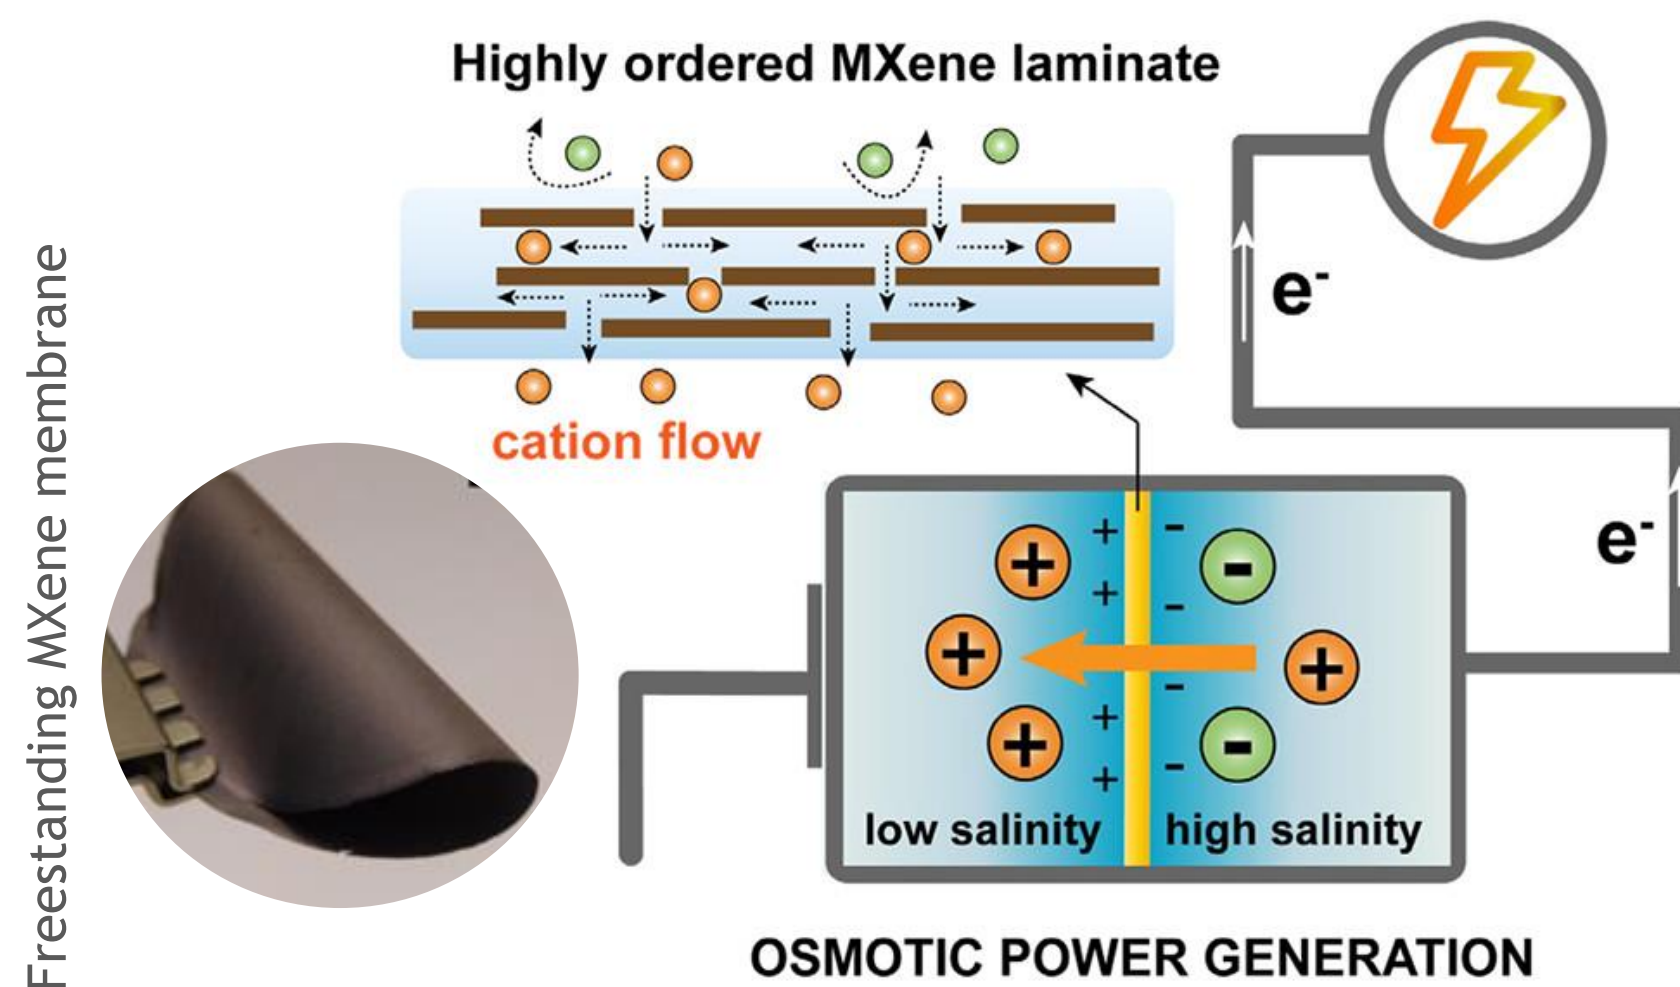 Highly ordered MXene laminate
e-
cation flow
e-
Freestanding MXene membrane
+ -
+ -
+ -
+ - +
-
+ -
+ -
+ -
low salinity high salinity
OSMOTIC POWER GENERATION